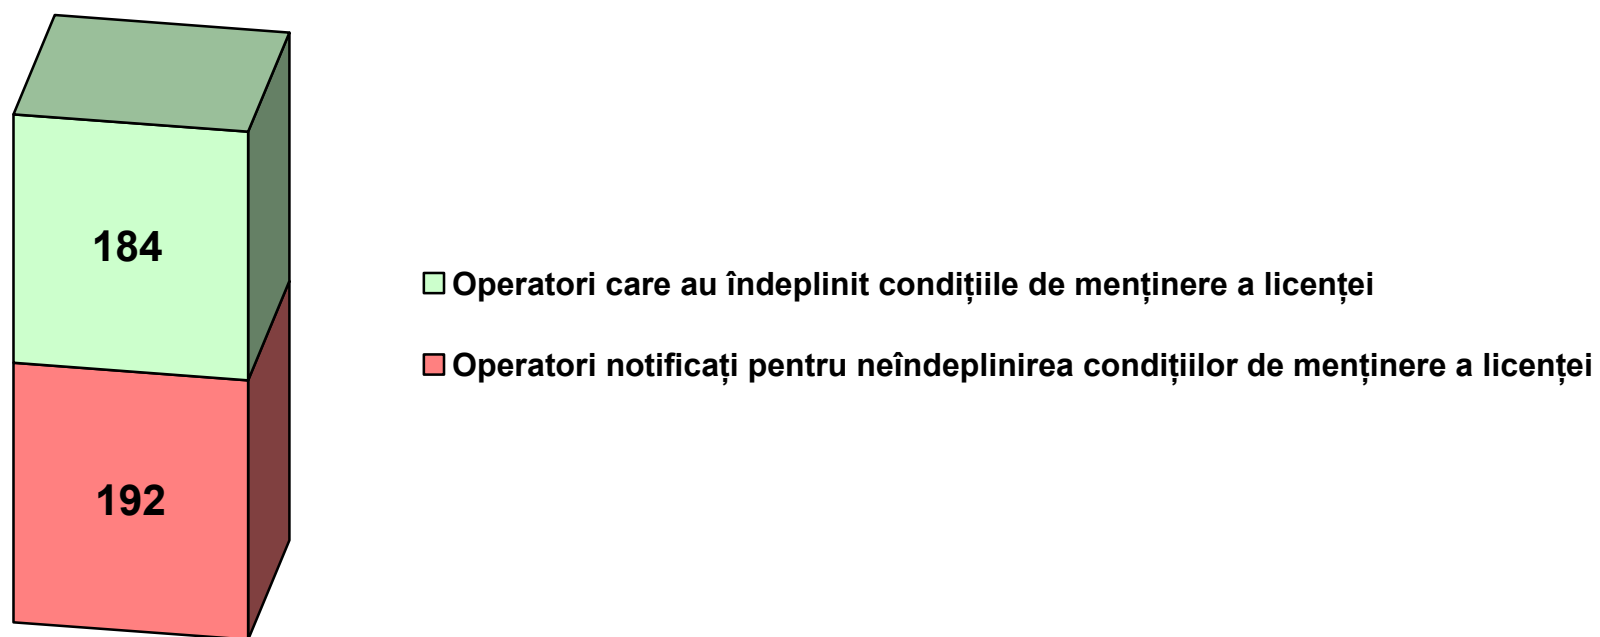 184
Operatori care au îndeplinit condițiile de menținere a licenței
Operatori notificați pentru neîndeplinirea condițiilor de menținere a licenței
192